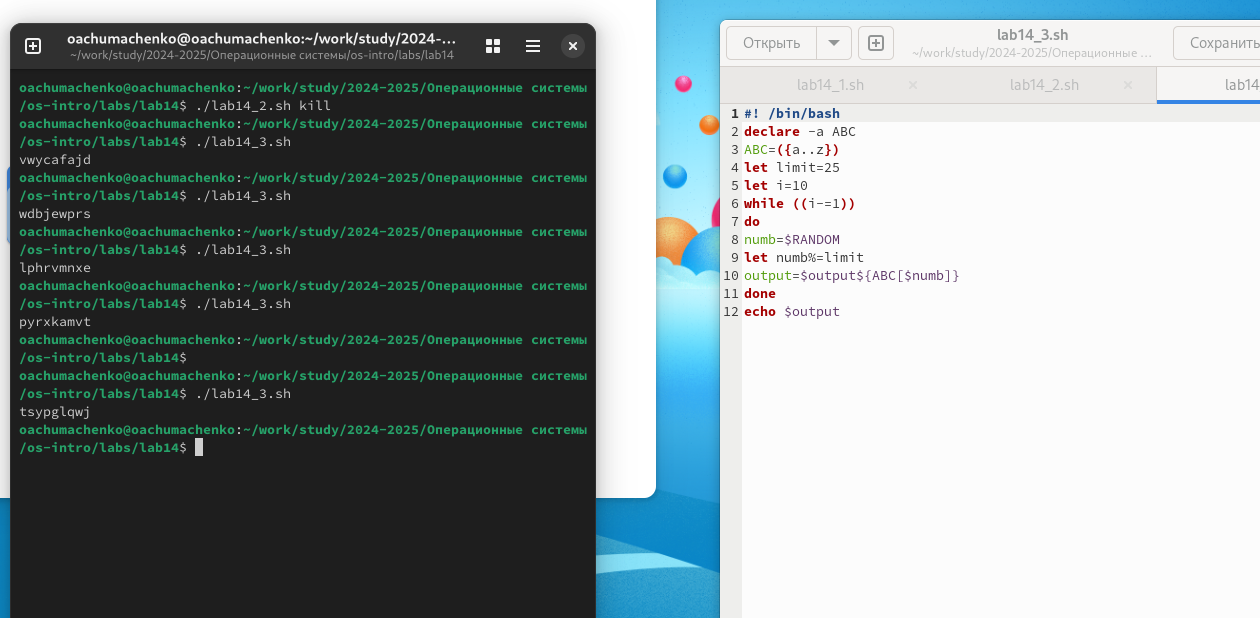 oachumachenko@oachumachenko:~/work/study/2024-...
~/work/study/2024-2025/Операционные системы/os-intro/labs/lab14
oachumachenko@oachumachenko:~/work/study/2024-2025/Операционные системы
/os-intro/labs/lab14$ ./lab14_2.sh kill
oachumachenko@oachumachenko:~/work/study/2024-2025/Операционные системы
/os-intro/labs/lab14$ ./lab14_3.sh
vwycafajd
oachumachenko@oachumachenko:~/work/study/2024-2025/Операционные системы
/os-intro/labs/lab14$ ./lab14_3.sh
wdbjewprs
oachumachenko@oachumachenko:~/work/study/2024-2025/Операционные системы
/os-intro/labs/lab14$ ./lab14_3.sh
lphrvmnxe
oachumachenko@oachumachenko:~/work/study/2024-2025/Операционные системы
/os-intro/labs/lab14$ ./lab14_3.sh
pyrxkamvt
oachumachenko@oachumachenko:~/work/study/2024-2025/Операционные системы
/os-intro/labs/lab14$
oachumachenko@oachumachenko:~/work/study/2024-2025/Операционные системы
/os-intro/labs/lab14$ ./lab14_3.sh
tsypglqwj
oachumachenko@oachumachenko:~/work/study/2024-2025/Операционные системы
/os-intro/labs/lab14$
Открыть
lab14_3.sh
~/work/study/2024-2025/Операционные ...
Сохранить
lab14_1.sh
lab14_2.sh
lab14
1 #! /bin/bash
2 declare -a ABC
3 ABC=({a..z})
4 let limit=25
5 let i=10
6 while ((i-=1))
7 do
8 numb=$RANDOM
9 let numb%=limit
10 output=$output${ABC[$numb]}
11 done
12 echo $output